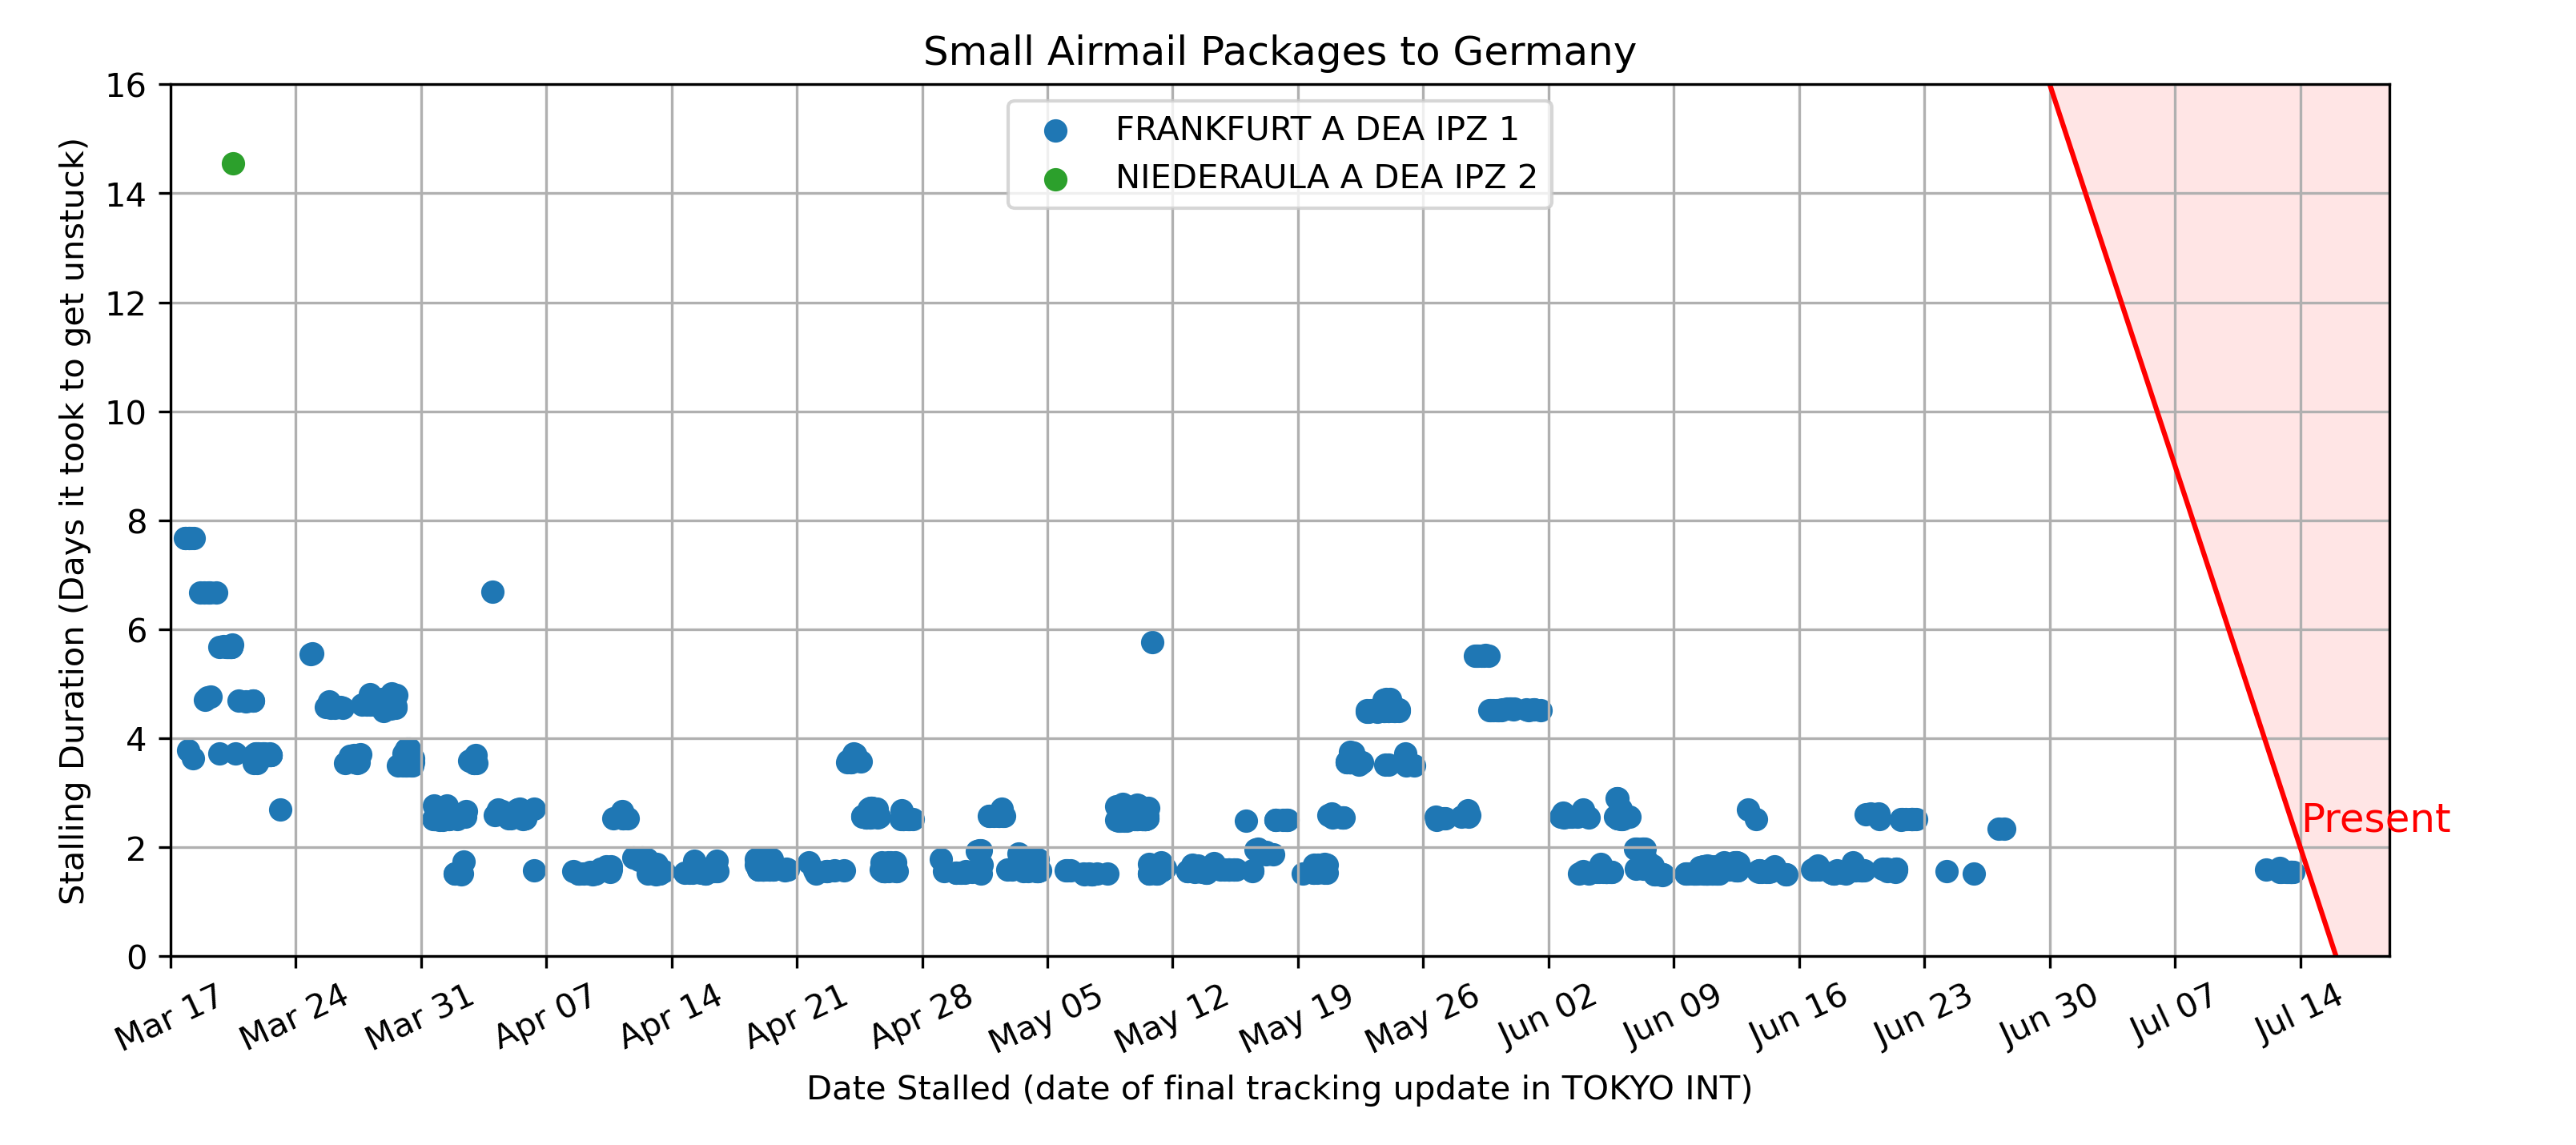 Small Airmail Packages to Germany
FRANKFURT A DEA IPZ 1
NIEDERAULA A DEA IPZ 2
Stalling Duration (Days it took to get unstuck)
16
14
12
10
8
6
4
2
0
Present
Mar 17
Mar 24
Mar 31
Apr 07
Apr 14
Apr 21
Apr 28
May 05
May 12
May 19
May 26
Jun 02
Jun 09
Jun 16
Jun 23
Jun 30
Jul 07
Jul 14
Date Stalled (date of final tracking update in TOKYO INT)